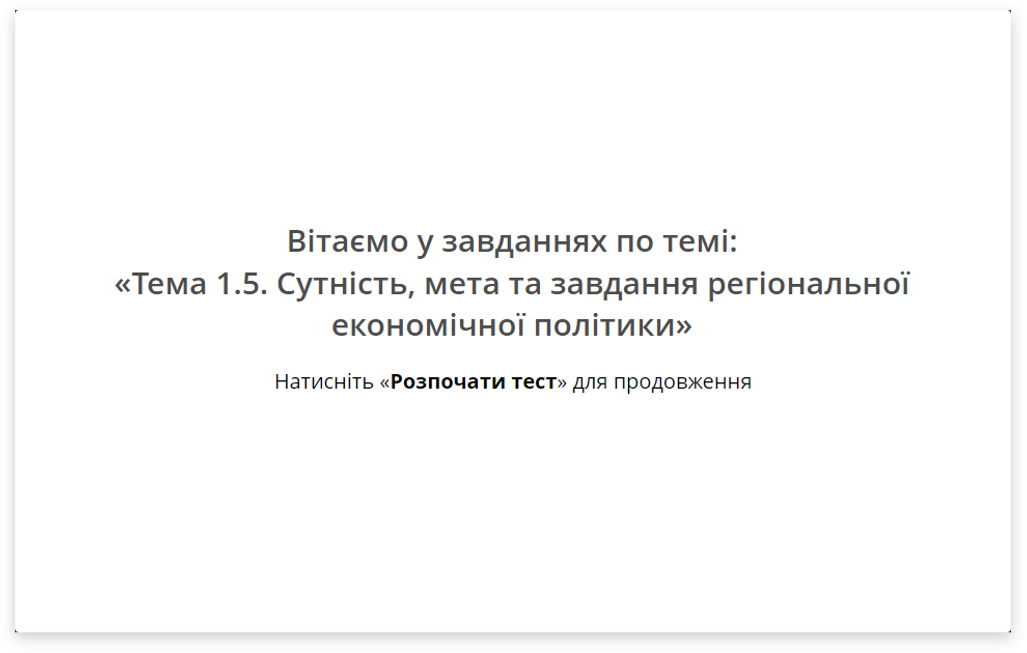 Вітаємо у завданнях по темі:
«Тема 1.5. Сутність, мета та завдання регіональної
економічної політики»
Натисніть «Розпочати тест» для продовження